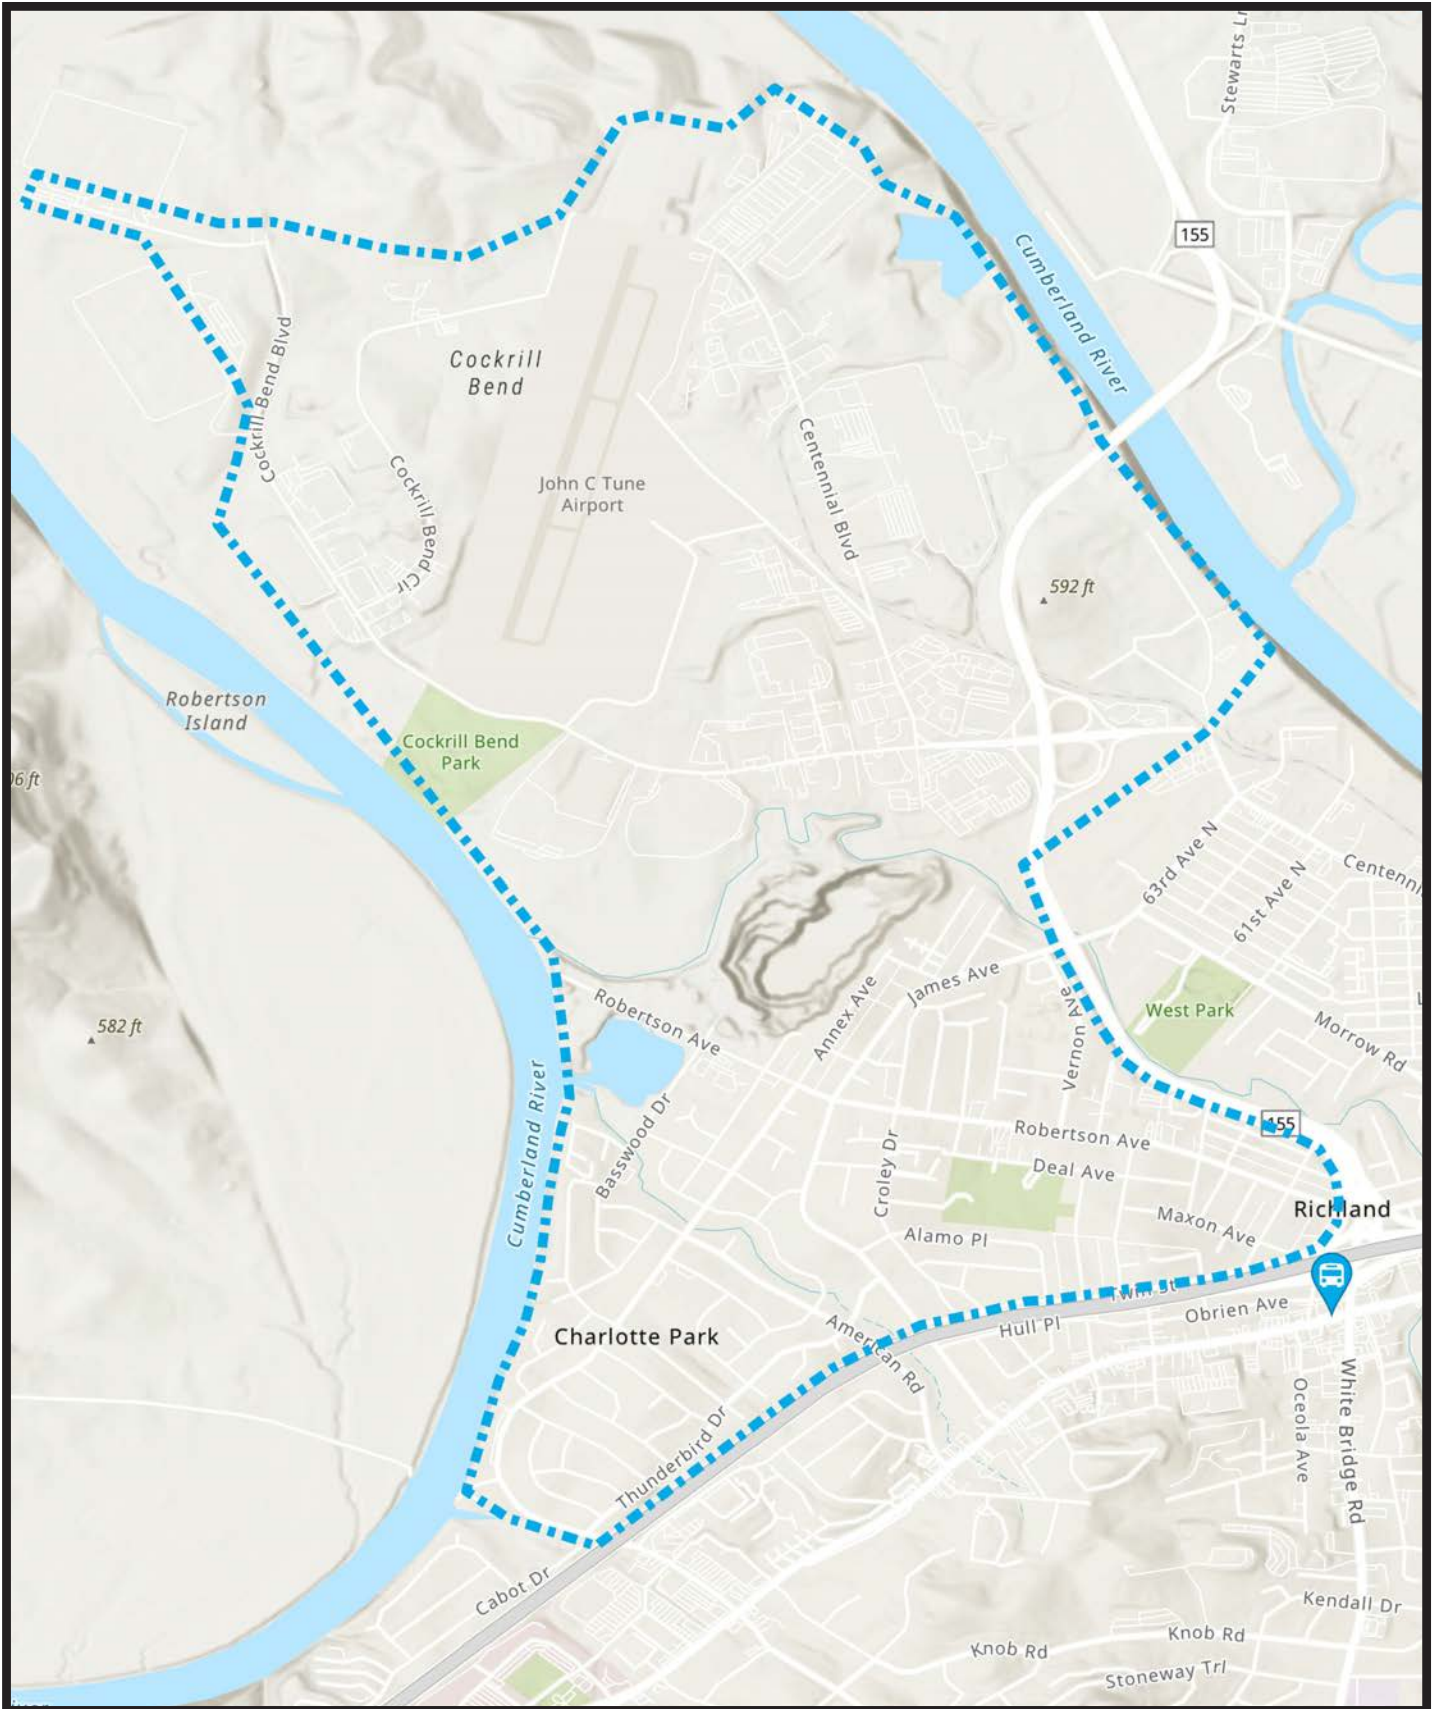 Stewarts Ln
155
Cumberland River
Cockrill Bend Blvd
Cockrill
Bend
Centennial Blvd
Cockrill Bend Cir
John C Tune
Airport
592 ft
Robertson
Island
Cockrill Bend
Park
06 ft
63rd Ave N
61st Ave N
Centenni
James Ave
Annex Ave
Robertson Ave
West Park
Vernon Ave
Morrow Rd
582 ft
Cumberland River
Basswood Dr
155
Robertson Ave
Croley Dr
Deal Ave
Richland
Maxon Ave
Alamo Pl
Twin St
Obrien Ave
Hull Pl
American Rd
Charlotte Park
White Bridge Rd
Oceola Ave
Thunderbird Dr
Cabot Dr
Kendall Dr
Knob Rd
Knob Rd
Stoneway Trl